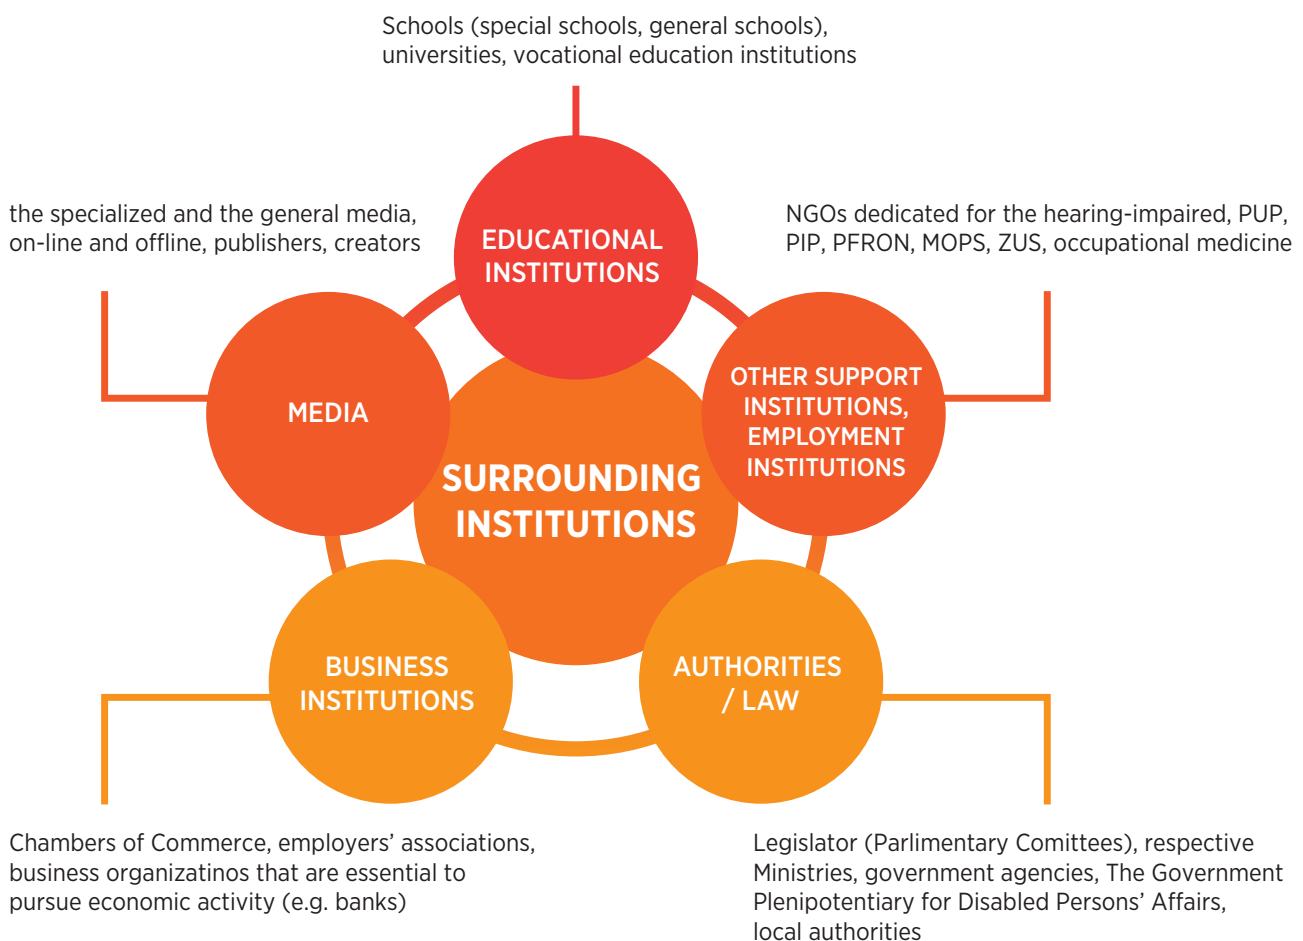 Schools (special schools, general schools),
universities, vocational education institutions
the specialized and the general media,
on-line and offline, publishers, creators
NGOs dedicated for the hearing-impaired, PUP,
PIP, PFRON, MOPS, ZUS, occupational medicine
EDUCATIONAL
INSTITUTIONS
MEDIA
OTHER SUPPORT
INSTITUTIONS,
EMPLOYMENT
INSTITUTIONS
SURROUNDING
INSTITUTIONS
BUSINESS
INSTITUTIONS
AUTHORITIES
/ LAW
Chambers of Commerce, employers’ associations,
business organizatinos that are essential to
pursue economic activity (e.g. banks)
Legislator (Parlimentary Comittees), respective
Ministries, government agencies, The Government
Plenipotentiary for Disabled Persons’ Affairs,
local authorities